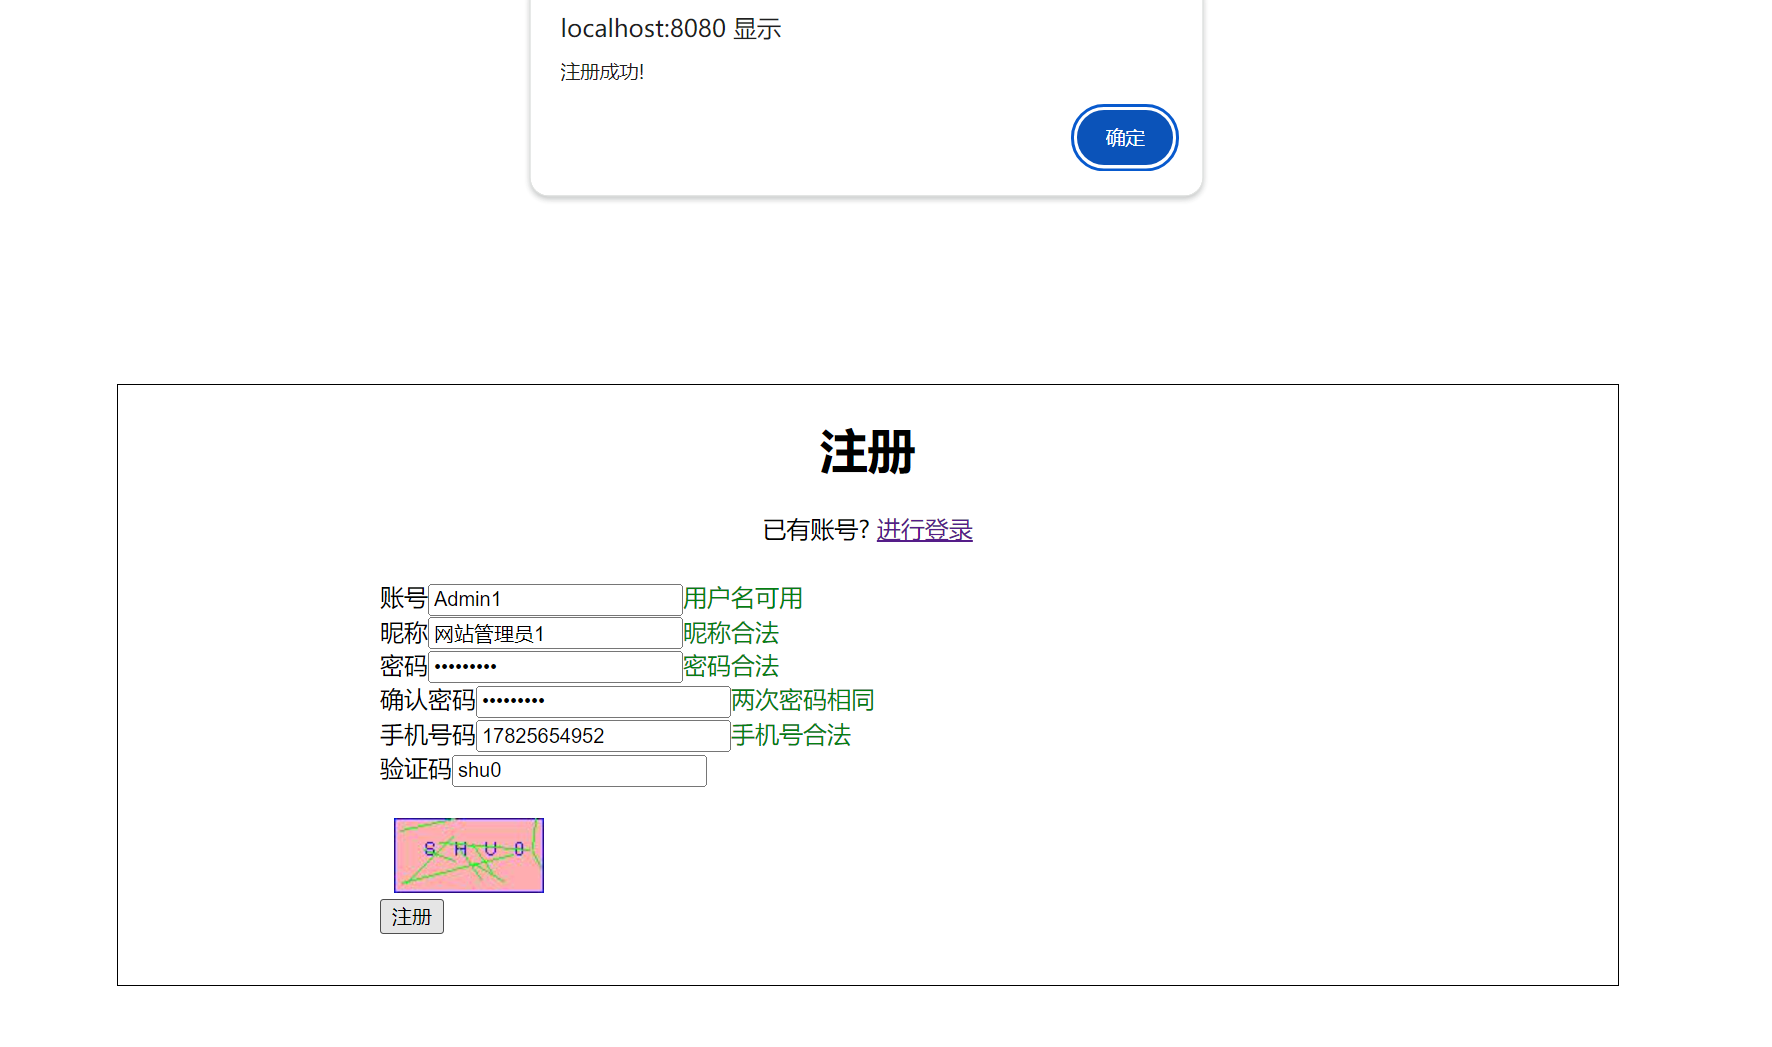 localhost:8080 显示
注册成功!
确定
注册
已有账号? 进行登录
账号 Admin1 用户名可用
昵称 网站管理员1 昵称合法
密码 ••••••••• 密码合法
确认密码 ••••••••• 两次密码相同
手机号码 17825654952 手机号合法
验证码 shu0
S H U 0
注册